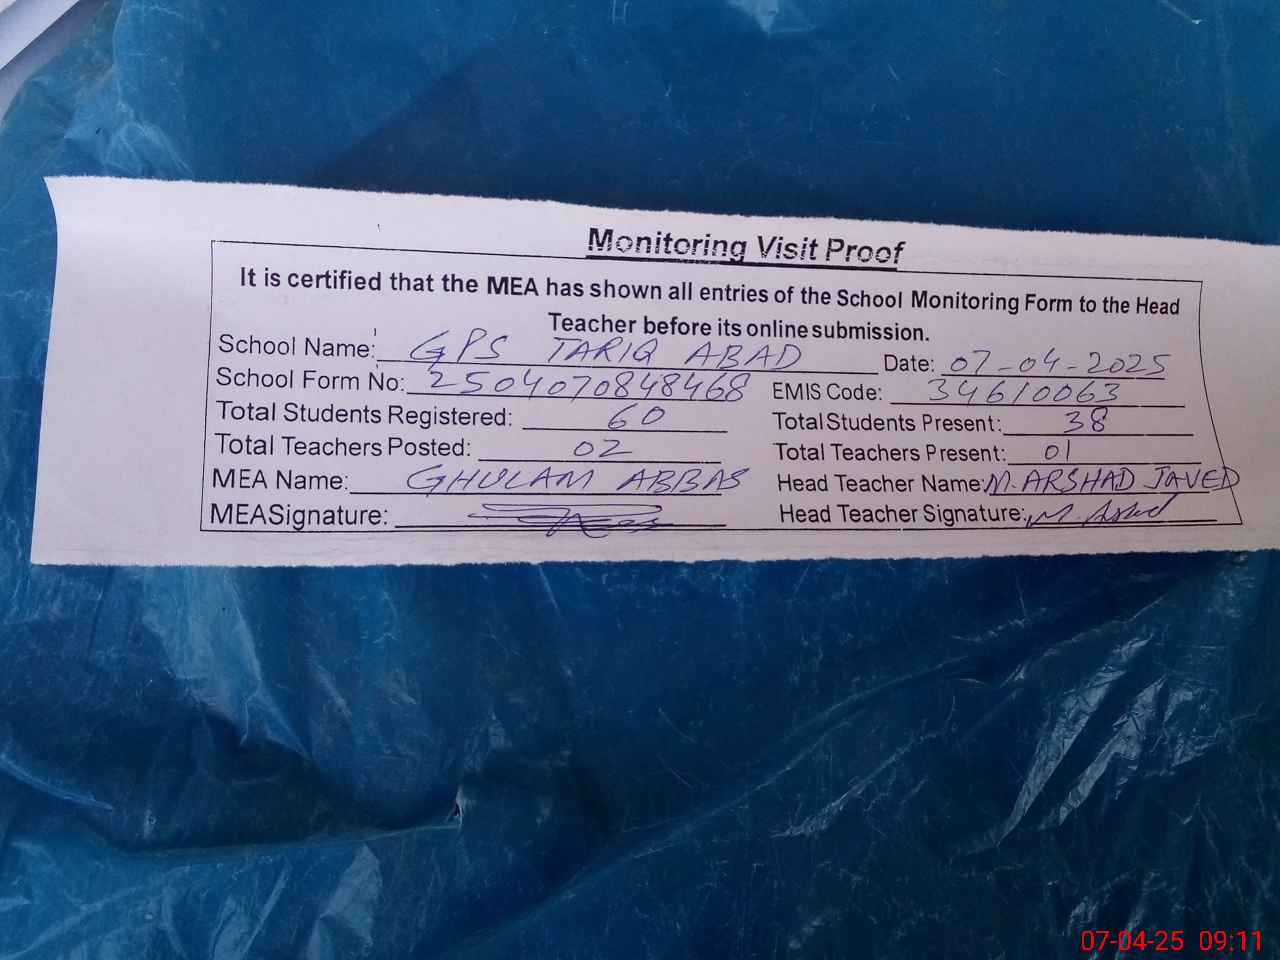 Monitoring Visit Proof
It is certified that the MEA has shown all entries of the School Monitoring Form to the Head
Teacher before its online submission.
School Name: GPS TARIQ ABAD Date: 07-04-2025
School Form No: 2504070848468 EMIS Code: 34610063
Total Students Registered: 60 Total Students Present: 38
Total Teachers Posted: 02 Total Teachers Present: 01
MEA Name: GHULAM ABBAS Head Teacher Name: M. ARSHAD JAVED
MEA Signature: Head Teacher Signature: M. Arshad
07-04-25 09:11